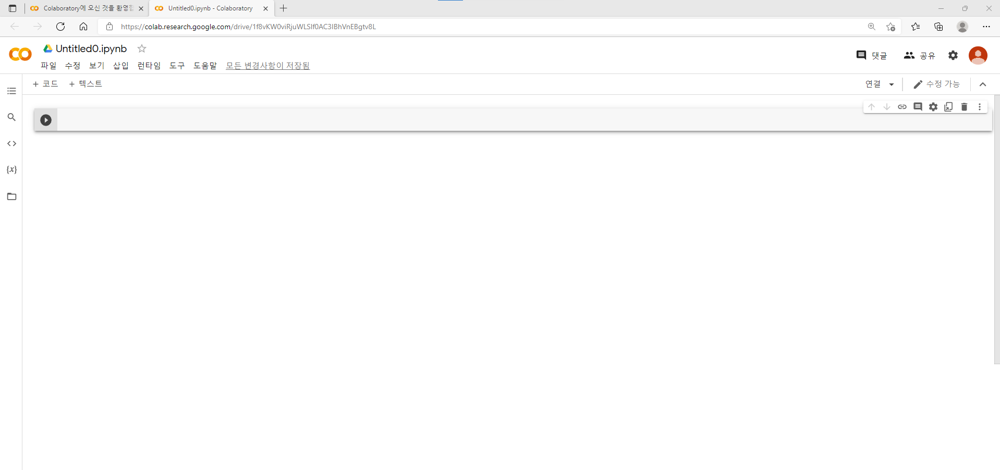 Colaboratory에 오신 것을 환영합
Untitled0.ipynb - Colaboratory
https://colab.research.google.com/drive/1f8vKW0viRjuWLSlf0AC3IBhVnEBgtv8L
Untitled0.ipynb
파일 수정 보기 삽입 런타임 도구 도움말 모든 변경사항이 저장됨
댓글 공유
+ 코드 + 텍스트
연결 수정 가능
{x}